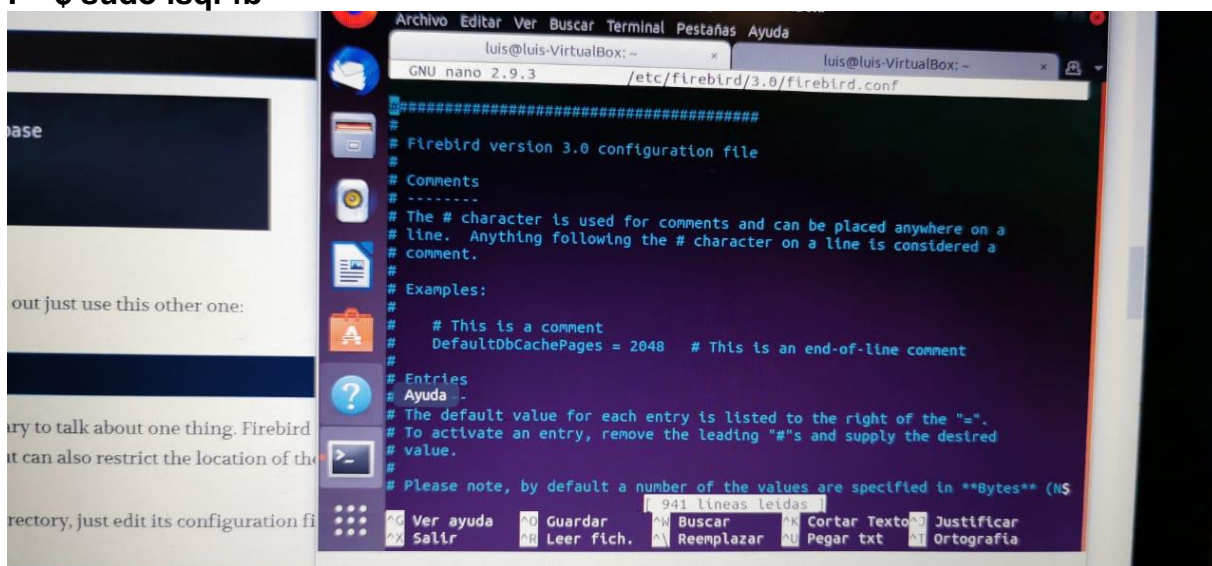 $ sudo isql-fb
base
out just use this other one:
ary to talk about one thing. Firebird
it can also restrict the location of the
rectory, just edit its configuration fi
Archivo Editar Ver Buscar Terminal Pestañas Ayuda
luis@luis-VirtualBox: ~ × luis@luis-VirtualBox: ~ ×
GNU nano 2.9.3 /etc/firebird/3.0/firebird.conf
########################################
#
# Firebird version 3.0 configuration file
#
# Comments
# --------
# The # character is used for comments and can be placed anywhere on a
# line. Anything following the # character on a line is considered a
# comment.
#
# Examples:
#
# # This is a comment
# DefaultDbCachePages = 2048 # This is an end-of-line comment
#
# Entries
# Ayuda --
# The default value for each entry is listed to the right of the "=".
# To activate an entry, remove the leading "#"s and supply the desired
# value.
#
# Please note, by default a number of the values are specified in **Bytes** (N$
[ 941 líneas leídas ]
^G Ver ayuda ^O Guardar ^W Buscar ^K Cortar Texto ^J Justificar
^X Salir ^R Leer fich. ^\ Reemplazar ^U Pegar txt ^T Ortografía